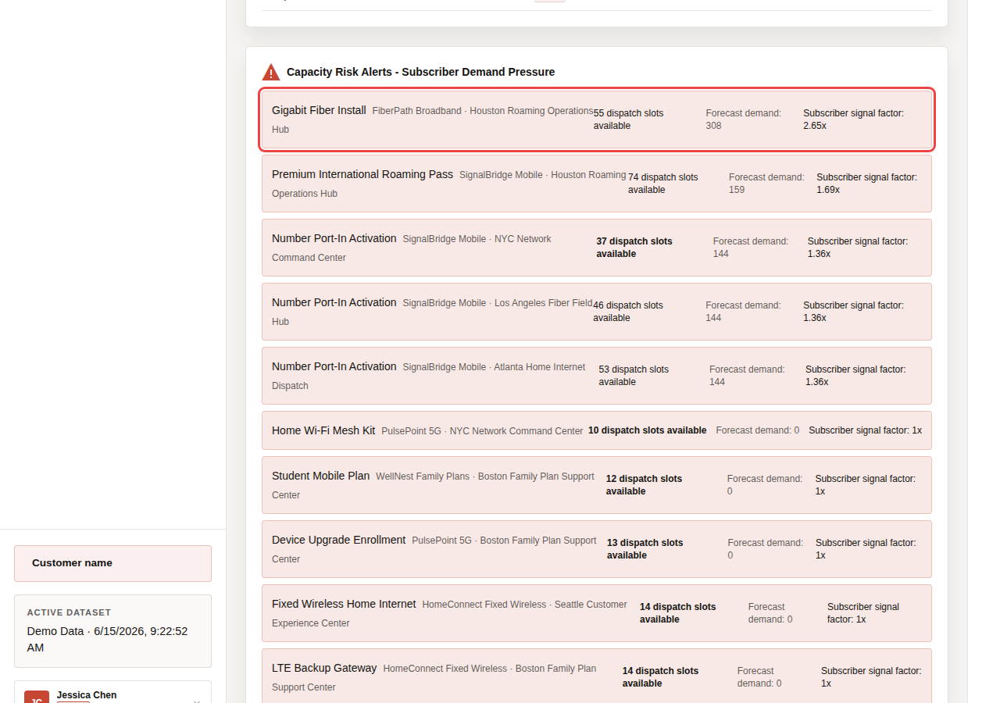 Capacity Risk Alerts - Subscriber Demand Pressure
Gigabit Fiber Install FiberPath Broadband · Houston Roaming Operations
Hub
55 dispatch slots
available
Forecast demand:
308
Subscriber signal factor:
2.65x
Premium International Roaming Pass SignalBridge Mobile · Houston Roaming
Operations Hub
74 dispatch slots
available
Forecast demand:
159
Subscriber signal factor:
1.69x
Number Port-In Activation SignalBridge Mobile · NYC Network
Command Center
37 dispatch slots
available
Forecast demand:
144
Subscriber signal factor:
1.36x
Number Port-In Activation SignalBridge Mobile · Los Angeles Fiber Field
Hub
46 dispatch slots
available
Forecast demand:
144
Subscriber signal factor:
1.36x
Number Port-In Activation SignalBridge Mobile · Atlanta Home Internet
Dispatch
53 dispatch slots
available
Forecast demand:
144
Subscriber signal factor:
1.36x
Home Wi-Fi Mesh Kit PulsePoint 5G · NYC Network Command Center
10 dispatch slots available
Forecast demand: 0
Subscriber signal factor: 1x
Student Mobile Plan WellNest Family Plans · Boston Family Plan Support
Center
12 dispatch slots
available
Forecast demand:
0
Subscriber signal factor:
1x
Device Upgrade Enrollment PulsePoint 5G · Boston Family Plan Support
Center
13 dispatch slots
available
Forecast demand:
0
Subscriber signal factor:
1x
Fixed Wireless Home Internet HomeConnect Fixed Wireless · Seattle Customer
Experience Center
14 dispatch slots
available
Forecast
demand: 0
Subscriber signal
factor: 1x
LTE Backup Gateway HomeConnect Fixed Wireless · Boston Family Plan
Support Center
14 dispatch slots
available
Forecast
demand: 0
Subscriber signal factor:
1x
Customer name
ACTIVE DATASET
Demo Data · 6/15/2026, 9:22:52
AM
JC
Jessica Chen